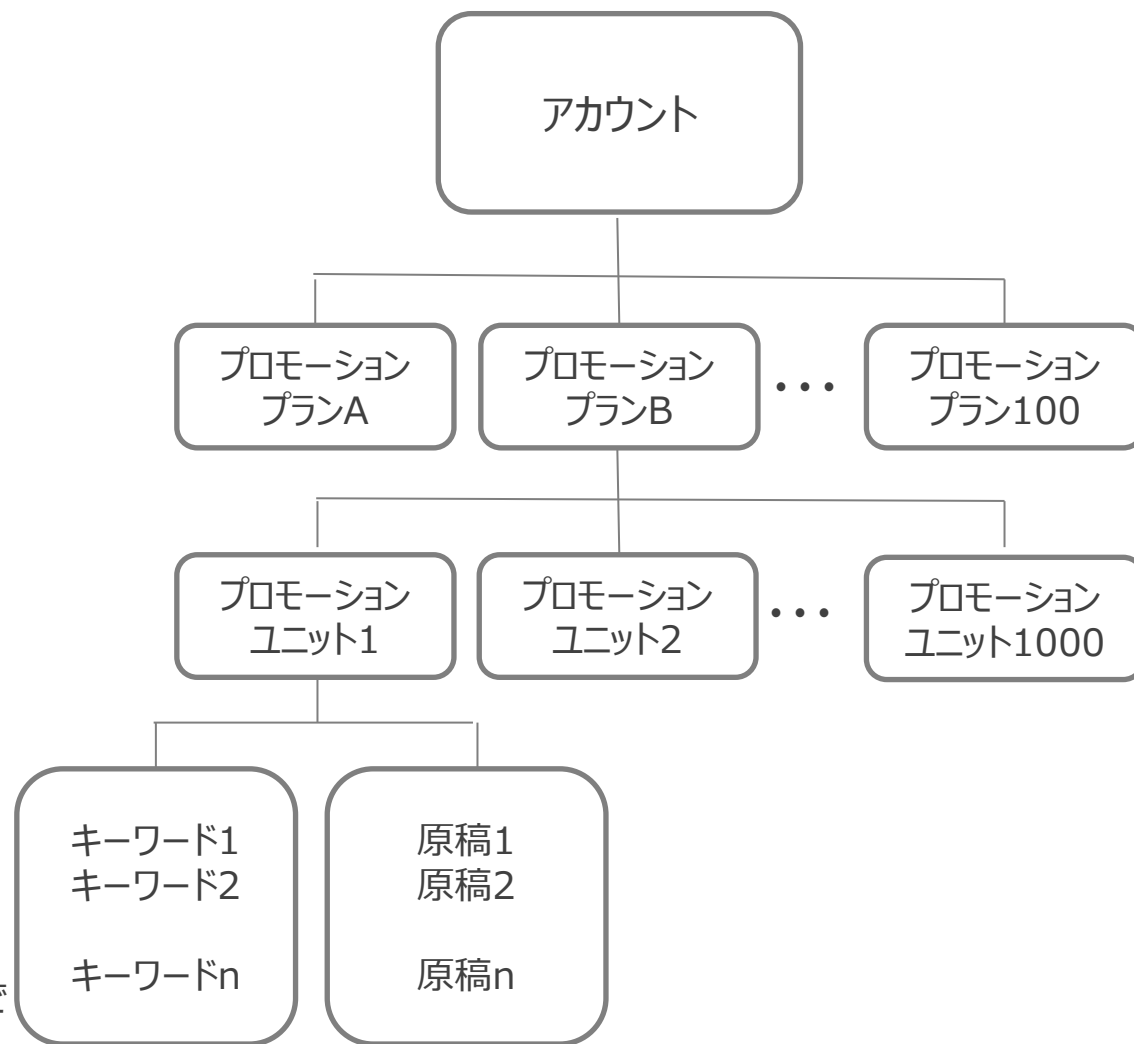 アカウント
プロモーション
プランA
プロモーション
プランB
・・・
プロモーション
プラン100
プロモーション
ユニット1
プロモーション
ユニット2
・・・
プロモーション
ユニット1000
キーワード1
キーワード2
キーワードn
原稿1
原稿2
原稿n